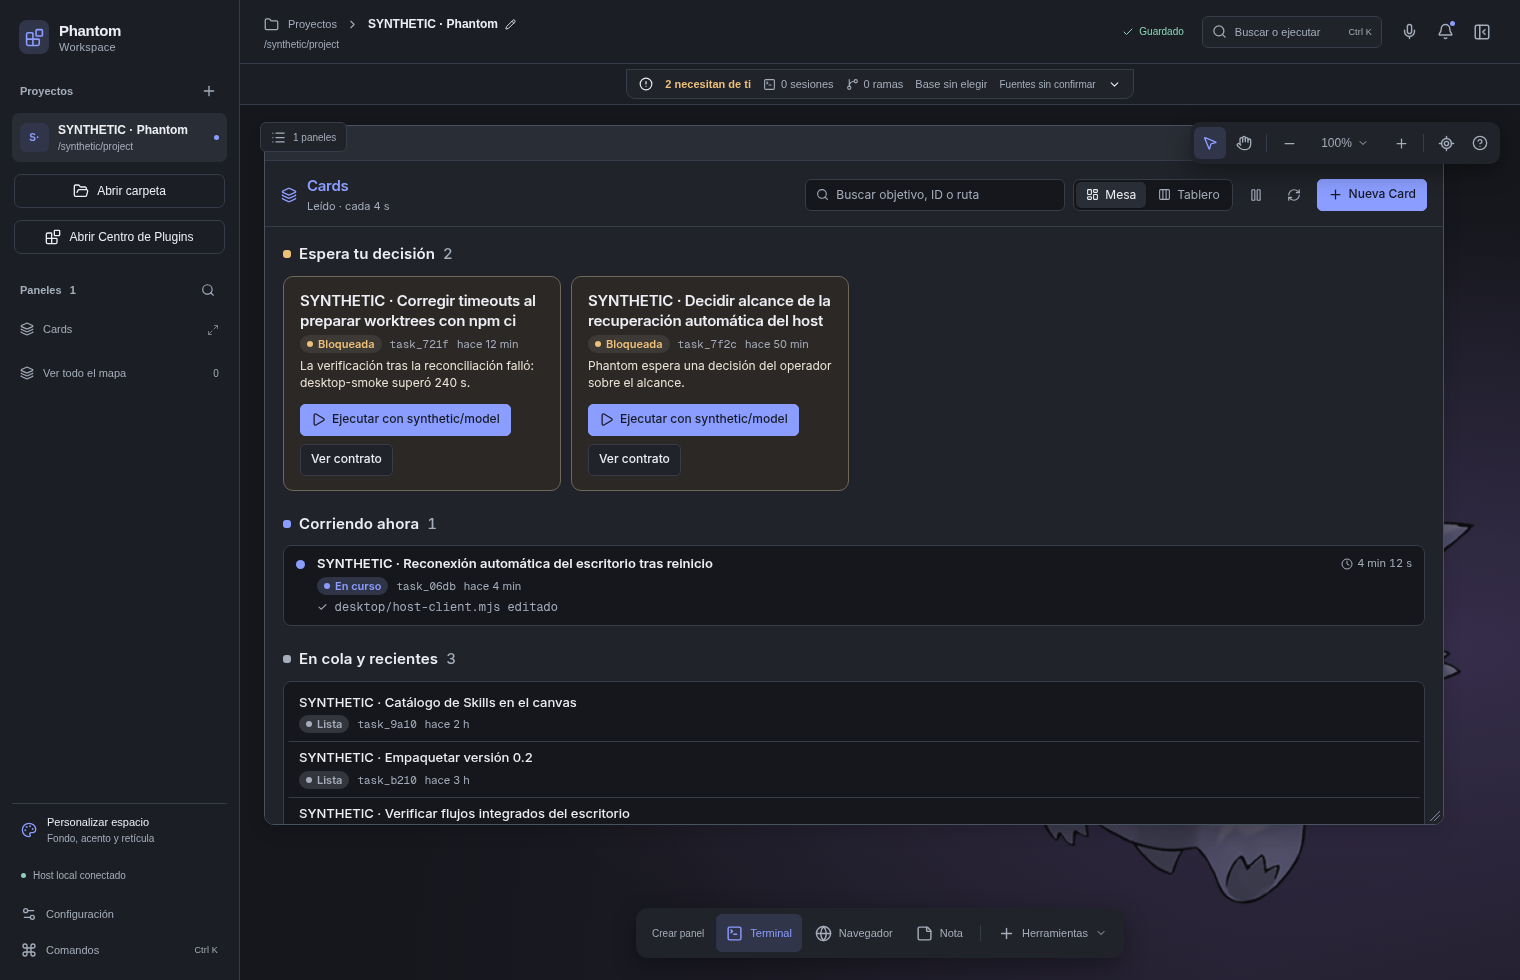 Phantom
Workspace
Proyectos
S·
SYNTHETIC · Phantom
/synthetic/project
Abrir carpeta
Abrir Centro de Plugins
Paneles 1
Cards
Ver todo el mapa 0
Personalizar espacio
Fondo, acento y retícula
Host local conectado
Configuración
Comandos Ctrl K
Proyectos SYNTHETIC · Phantom
/synthetic/project
Guardado
Buscar o ejecutar Ctrl K
2 necesitan de ti 0 sesiones 0 ramas Base sin elegir Fuentes sin confirmar
1 paneles
100%
Cards
Leído · cada 4 s
Buscar objetivo, ID o ruta
Mesa Tablero
Nueva Card
Espera tu decisión 2
SYNTHETIC · Corregir timeouts al
preparar worktrees con npm ci
Bloqueada task_721f hace 12 min
La verificación tras la reconciliación falló:
desktop-smoke superó 240 s.
Ejecutar con synthetic/model
Ver contrato
SYNTHETIC · Decidir alcance de la
recuperación automática del host
Bloqueada task_7f2c hace 50 min
Phantom espera una decisión del operador
sobre el alcance.
Ejecutar con synthetic/model
Ver contrato
Corriendo ahora 1
SYNTHETIC · Reconexión automática del escritorio tras reinicio
4 min 12 s
En curso task_06db hace 4 min
desktop/host-client.mjs editado
En cola y recientes 3
SYNTHETIC · Catálogo de Skills en el canvas
Lista task_9a10 hace 2 h
SYNTHETIC · Empaquetar versión 0.2
Lista task_b210 hace 3 h
SYNTHETIC · Verificar flujos integrados del escritorio
Crear panel Terminal Navegador Nota Herramientas